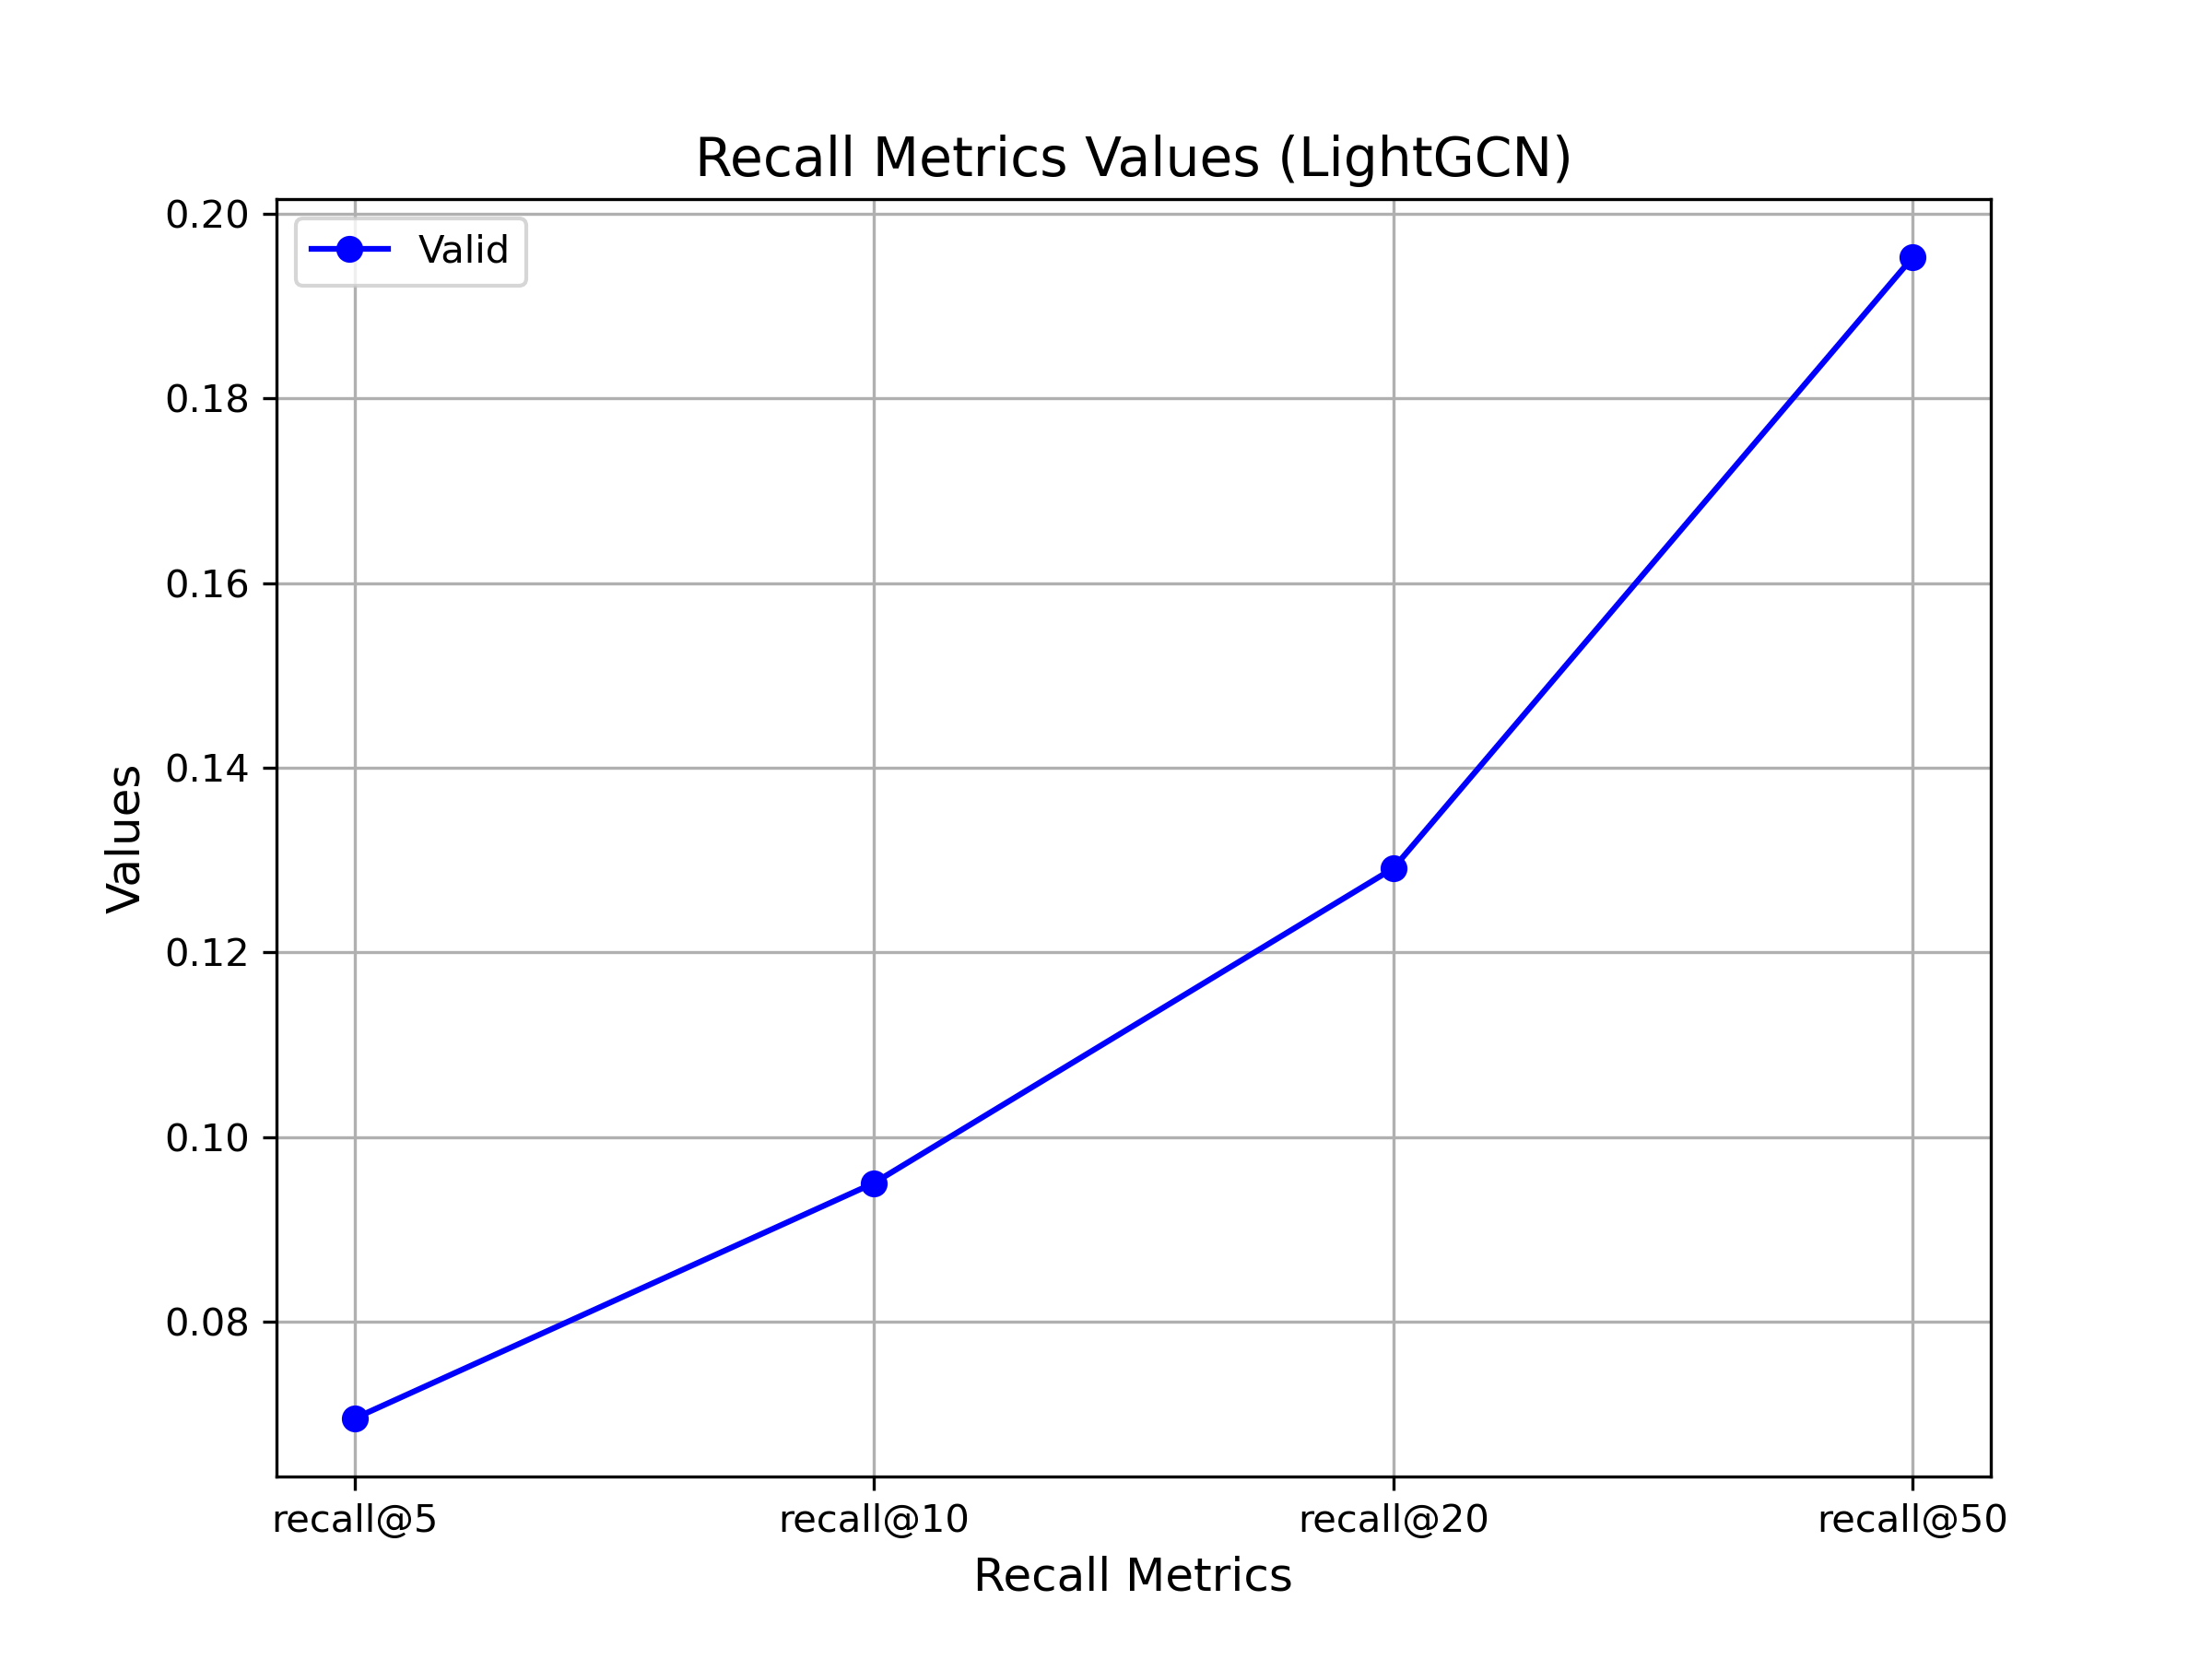 Recall Metrics Values (LightGCN)
Valid
0.20
0.18
0.16
0.14
0.12
0.10
0.08
Values
recall@5 recall@10 recall@20 recall@50
Recall Metrics